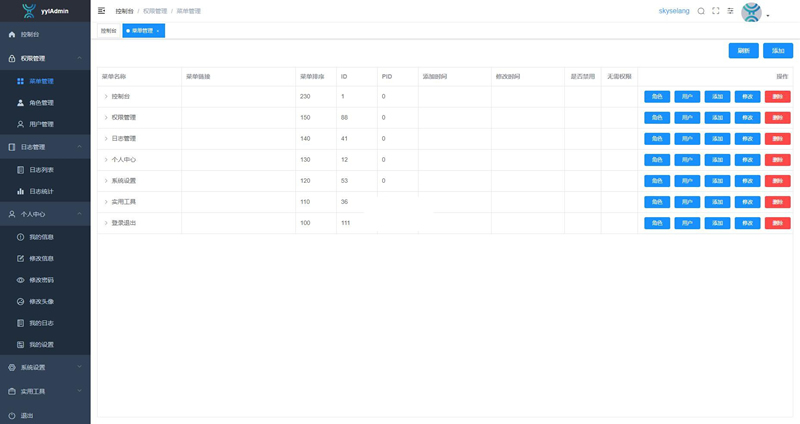 yylAdmin
控制台
权限管理
菜单管理
角色管理
用户管理
日志管理
日志列表
日志统计
个人中心
我的信息
修改信息
修改密码
修改头像
我的日志
我的设置
系统设置
实用工具
退出
控制台 / 权限管理 / 菜单管理
skyselang
控制台 菜单管理 ×
刷新 添加
菜单名称 菜单链接 菜单排序 ID PID 添加时间 修改时间 是否禁用 无需权限 操作
控制台 230 1 0 角色 用户 添加 修改 删除
权限管理 150 88 0 角色 用户 添加 修改 删除
日志管理 140 41 0 角色 用户 添加 修改 删除
个人中心 130 12 0 角色 用户 添加 修改 删除
系统设置 120 53 0 角色 用户 添加 修改 删除
实用工具 110 36 角色 用户 添加 修改 删除
登录退出 100 111 角色 用户 添加 修改 删除